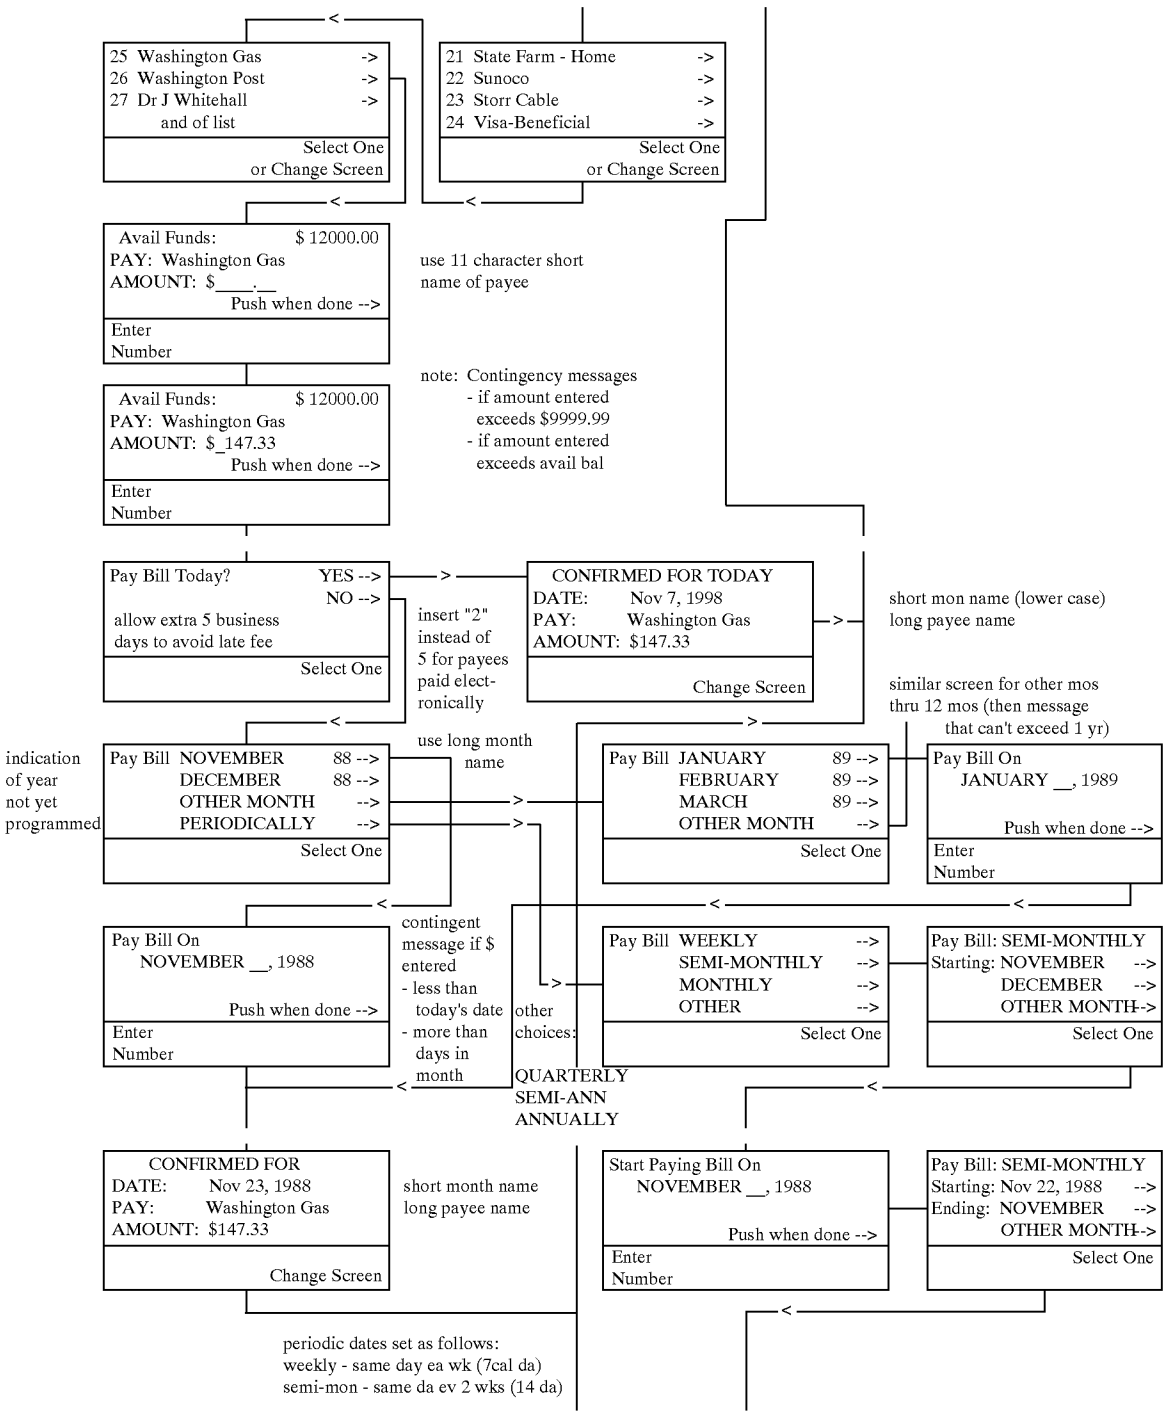 25 Washington Gas ->
26 Washington Post ->
27 Dr J Whitehall ->
and of list
Select One
or Change Screen
21 State Farm - Home ->
22 Sunoco ->
23 Storr Cable ->
24 Visa-Beneficial ->
Select One
or Change Screen
<
<
<
Avail Funds: $ 12000.00
PAY: Washington Gas
AMOUNT: $____.__
Push when done -->
Enter
Number
use 11 character short
name of payee
Avail Funds: $ 12000.00
PAY: Washington Gas
AMOUNT: $_147.33
Push when done -->
Enter
Number
note: Contingency messages
- if amount entered
exceeds $9999.99
- if amount entered
exceeds avail bal
Pay Bill Today? YES -->
NO -->
allow extra 5 business
days to avoid late fee
Select One
>
insert "2"
instead of
5 for payees
paid elect-
ronically
CONFIRMED FOR TODAY
DATE: Nov 7, 1998
PAY: Washington Gas
AMOUNT: $147.33
Change Screen
>
short mon name (lower case)
long payee name
similar screen for other mos
thru 12 mos (then message
that can't exceed 1 yr)
<
>
use long month
name
indication
of year
not yet
programmed
Pay Bill NOVEMBER 88 -->
DECEMBER 88 -->
OTHER MONTH -->
PERIODICALLY -->
Select One
>
>
Pay Bill JANUARY 89 -->
FEBRUARY 89 -->
MARCH 89 -->
OTHER MONTH -->
Select One
Pay Bill On
JANUARY __, 1989
Push when done -->
Enter
Number
<
<
<
Pay Bill On
NOVEMBER __, 1988
Push when done -->
Enter
Number
contingent
message if $
entered
- less than
today's date
- more than
days in
month
>
other
choices:
QUARTERLY
SEMI-ANN
ANNUALLY
Pay Bill WEEKLY -->
SEMI-MONTHLY -->
MONTHLY -->
OTHER -->
Select One
Pay Bill: SEMI-MONTHLY
Starting: NOVEMBER -->
DECEMBER -->
OTHER MONTH-->
Select One
<
<
CONFIRMED FOR
DATE: Nov 23, 1988
PAY: Washington Gas
AMOUNT: $147.33
Change Screen
short month name
long payee name
Start Paying Bill On
NOVEMBER __, 1988
Push when done -->
Enter
Number
Pay Bill: SEMI-MONTHLY
Starting: Nov 22, 1988 -->
Ending: NOVEMBER -->
OTHER MONTH-->
Select One
<
periodic dates set as follows:
weekly - same day ea wk (7cal da)
semi-mon - same da ev 2 wks (14 da)